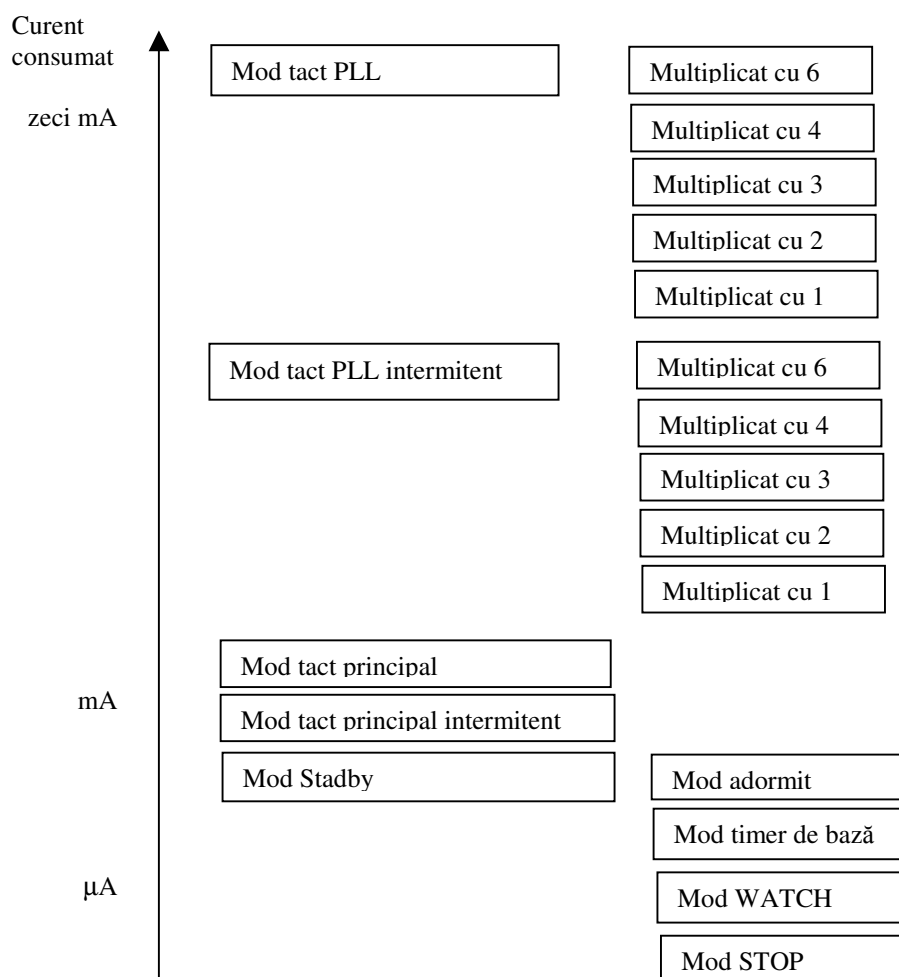 Curent
consumat
Mod tact PLL
Multiplicat cu 6
zeci mA
Multiplicat cu 4
Multiplicat cu 3
Multiplicat cu 2
Multiplicat cu 1
Mod tact PLL intermitent
Multiplicat cu 6
Multiplicat cu 4
Multiplicat cu 3
Multiplicat cu 2
Multiplicat cu 1
Mod tact principal
mA
Mod tact principal intermitent
Mod Stadby
Mod adormit
Mod timer de bază
µA
Mod WATCH
Mod STOP